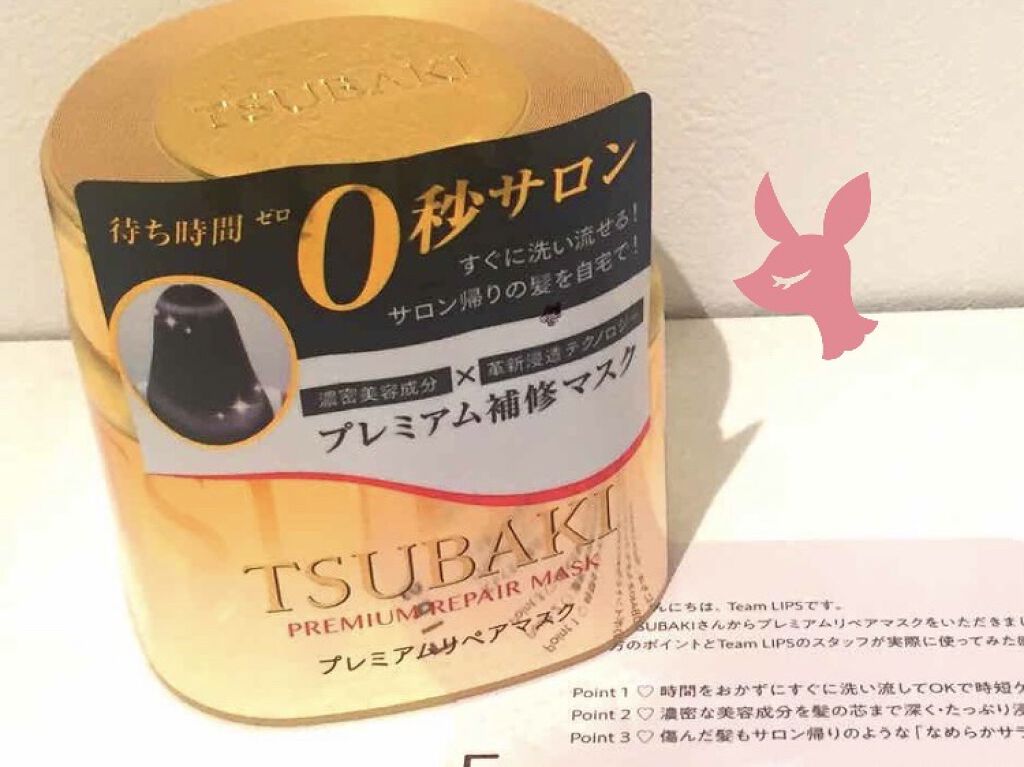 TSUBAKI
待ち時間 ゼロ 0秒サロン
すぐに洗い流せる!
サロン帰りの髪を自宅で!
濃密美容成分 × 革新浸透テクノロジー
プレミアム補修マスク
TSUBAKI
PREMIUM REPAIR MASK
プレミアムリペアマスク
んにちは、Team LIPSです。
SUBAKIさんからプレミアムリペアマスクをいただきまし
方のポイントとTeam LIPSのスタッフが実際に使ってみた感
Point 1 ♡ 時間をおかずにすぐに洗い流してOKで時短ケ
Point 2 ♡ 濃密な美容成分を髪の芯まで深く・たっぷり浸
Point 3 ♡ 傷んだ髪もサロン帰りのような「なめらかサラ